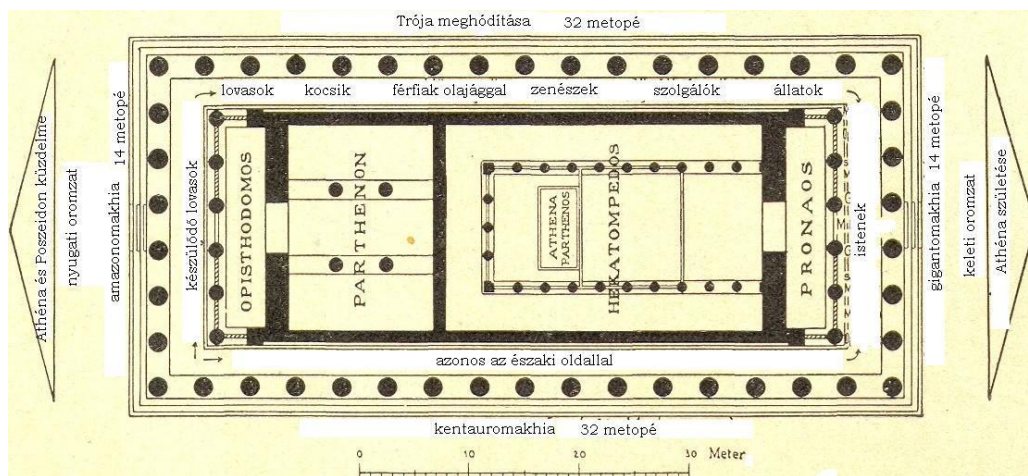 Trója meghódítása 32 metopé
lovasok kocsik férfiak olajággal zenészek szolgálók állatok
Athéna és Poszeidon küzdelme
nyugati oromzat
amazonomakhia 14 metopé
készülődő lovasok
OPISTHODOMOS
PARTHENON
ATHENA
PARTHENOS
HEKATOMPEDOS
PRONAOS
istenek
gigantomakhia 14 metopé
keleti oromzat
Athéna születése
azonos az északi oldallal
kentauromakhia 32 metopé
0 10 20 30 Meter